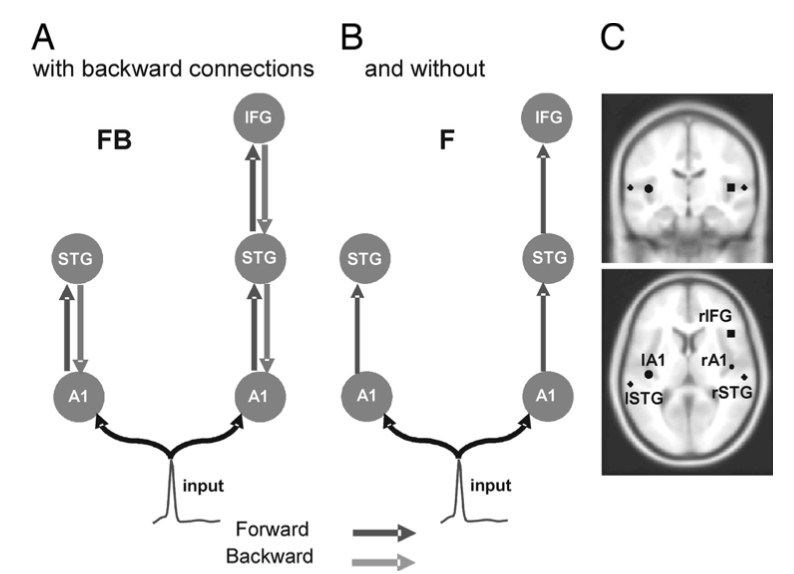 A
with backward connections
FB
IFG
STG
STG
A1
A1
input
B
and without
F
IFG
STG
STG
A1
A1
input
Forward
Backward
C
rIFG
lA1
rA1
lSTG
rSTG